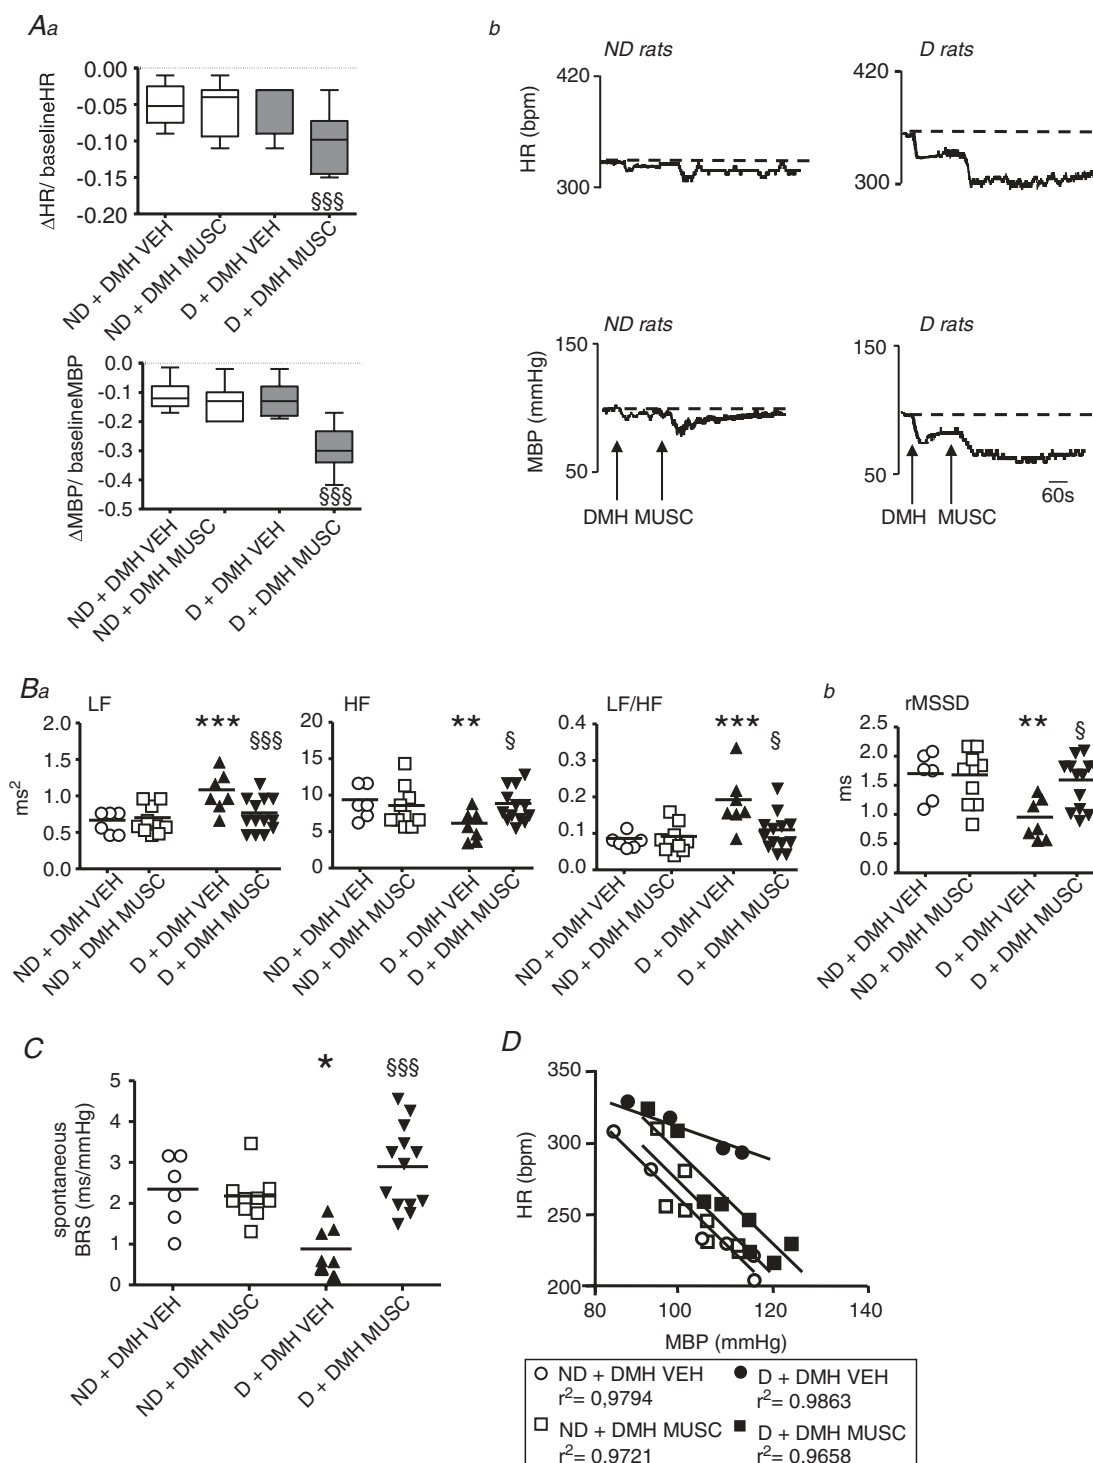 Aa
b
0.00
-0.05
-0.10
-0.15
-0.20
ΔHR/ baselineHR
§§§
ND + DMH VEH
ND + DMH MUSC
D + DMH VEH
D + DMH MUSC
0.0
-0.1
-0.2
-0.3
-0.4
-0.5
ΔMBP/ baselineMBP
§§§
ND + DMH VEH
ND + DMH MUSC
D + DMH VEH
D + DMH MUSC
ND rats
D rats
420
300
HR (bpm)
420
300
ND rats
D rats
150
50
MBP (mmHg)
150
50
DMH MUSC
DMH MUSC
60s
Ba
LF
2.0
1.5
1.0
0.5
0.0
ms2
***
§§§
ND + DMH VEH
ND + DMH MUSC
D + DMH VEH
D + DMH MUSC
HF
20
15
10
5
0
**
§
ND + DMH VEH
ND + DMH MUSC
D + DMH VEH
D + DMH MUSC
LF/HF
0.4
0.3
0.2
0.1
0.0
***
§
ND + DMH VEH
ND + DMH MUSC
D + DMH VEH
D + DMH MUSC
b
rMSSD
2.5
2.0
1.5
1.0
0.5
0.0
ms
**
§
ND + DMH VEH
ND + DMH MUSC
D + DMH VEH
D + DMH MUSC
C
5
4
3
2
1
0
spontaneous
BRS (ms/mmHg)
*
§§§
ND + DMH VEH
ND + DMH MUSC
D + DMH VEH
D + DMH MUSC
D
350
300
250
200
HR (bpm)
80
100
120
140
MBP (mmHg)
ND + DMH VEH
r2= 0,9794
D + DMH VEH
r2= 0.9863
ND + DMH MUSC
r2= 0.9721
D + DMH MUSC
r2= 0.9658